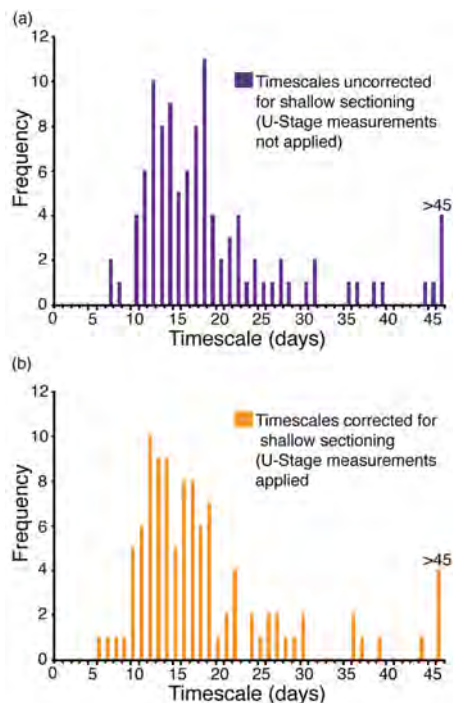 (a)
12
10
8
6
4
2
0
Frequency
Timescales uncorrected
for shallow sectioning
(U-Stage measurements
not applied)
>45
0 5 10 15 20 25 30 35 40 45
Timescale (days)
(b)
12
10
8
6
4
2
0
Frequency
Timescales corrected for
shallow sectioning
(U-Stage measurements
applied
>45
0 5 10 15 20 25 30 35 40 45
Timescale (days)